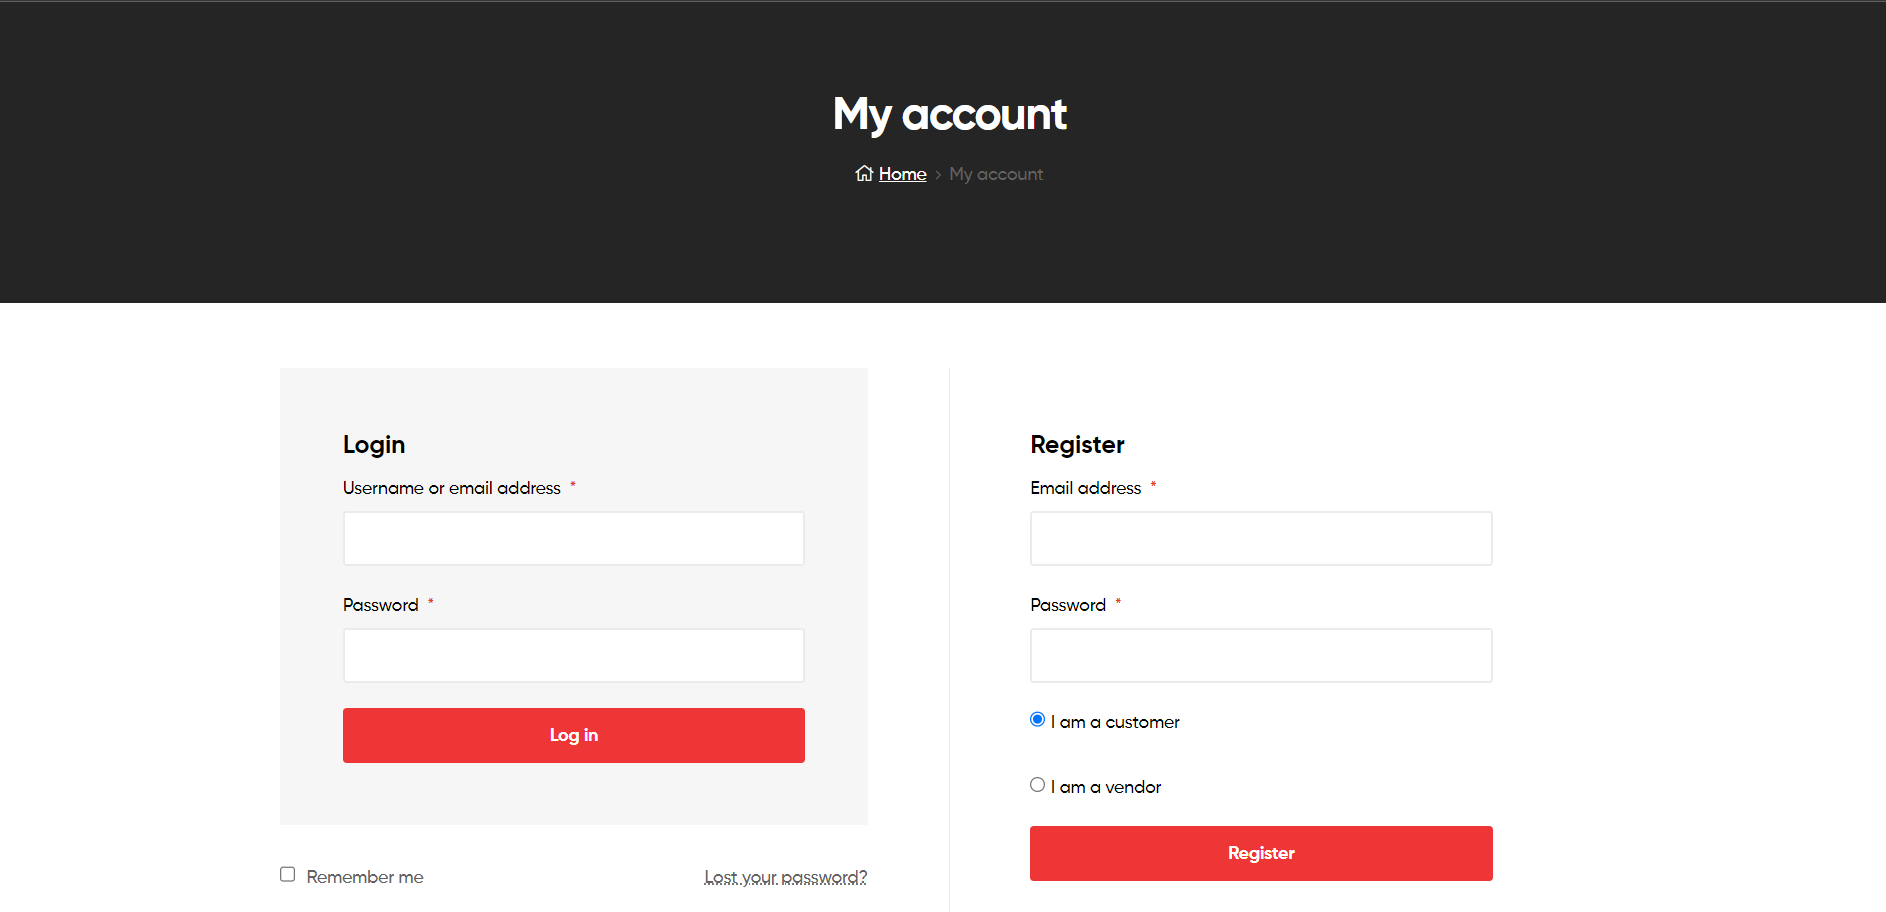 My account
Home > My account
Login
Username or email address *
Password *
Log in
Remember me
Lost your password?
Register
Email address *
Password *
I am a customer
I am a vendor
Register